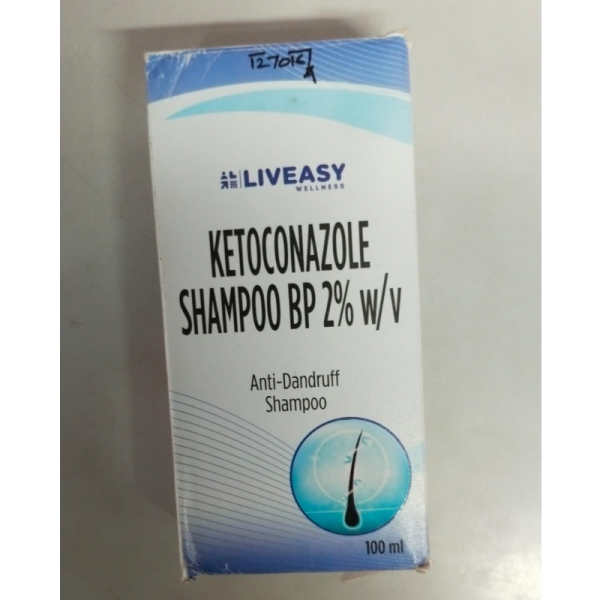 LIVEASY
WELLNESS
KETOCONAZOLE
SHAMPOO BP 2% w/v
Anti-Dandruff
Shampoo
100 ml